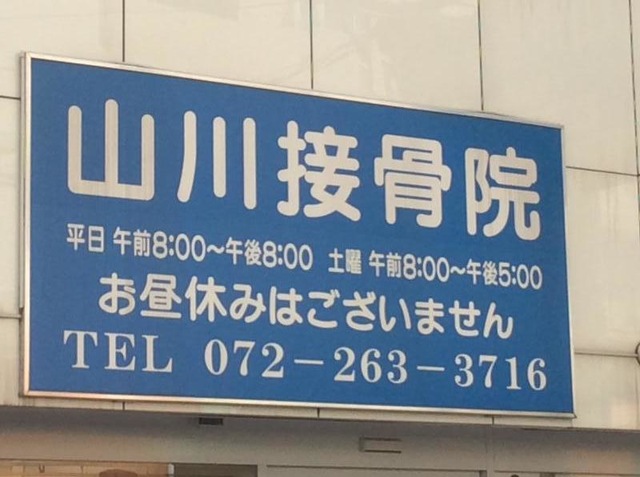 山川接骨院
平日 午前8:00〜午後8:00 土曜 午前8:00〜午後5:00
お昼休みはございません
TEL 072-263-3716